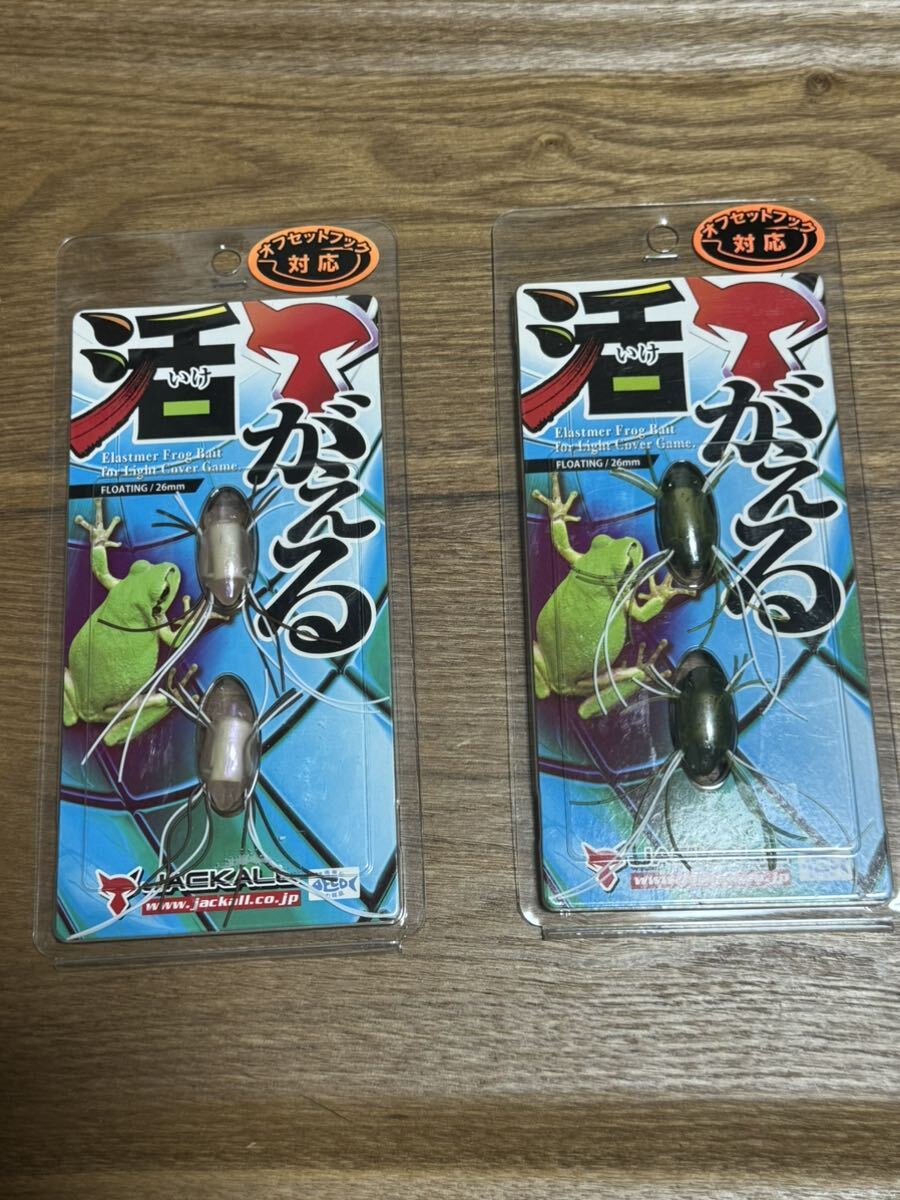 オフセットフック
対応
活
いけ
がえる
Elastmer Frog Bait
for Light Cover Game.
FLOATING / 26mm
JACKALL
www.jackall.co.jp
オフセットフック
対応
活
いけ
がえる
Elastmer Frog Bait
for Light Cover Game.
FLOATING / 26mm